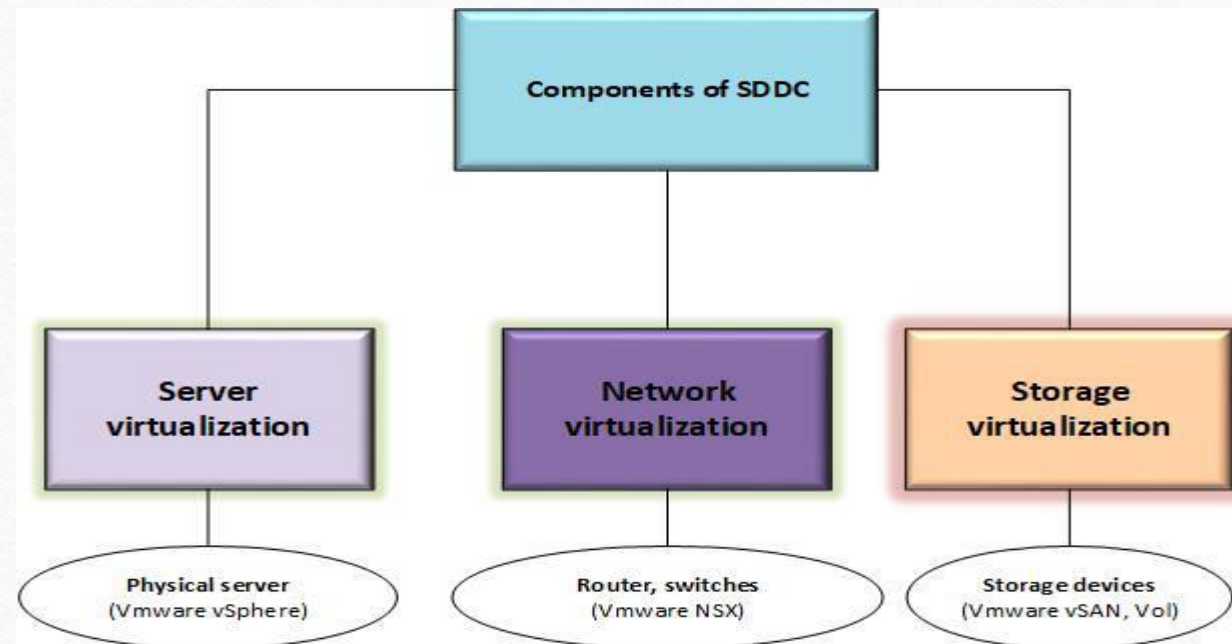 Components of SDDC
Server
virtualization
Network
virtualization
Storage
virtualization
Physical server
(Vmware vSphere)
Router, switches
(Vmware NSX)
Storage devices
(Vmware vSAN, Vol)